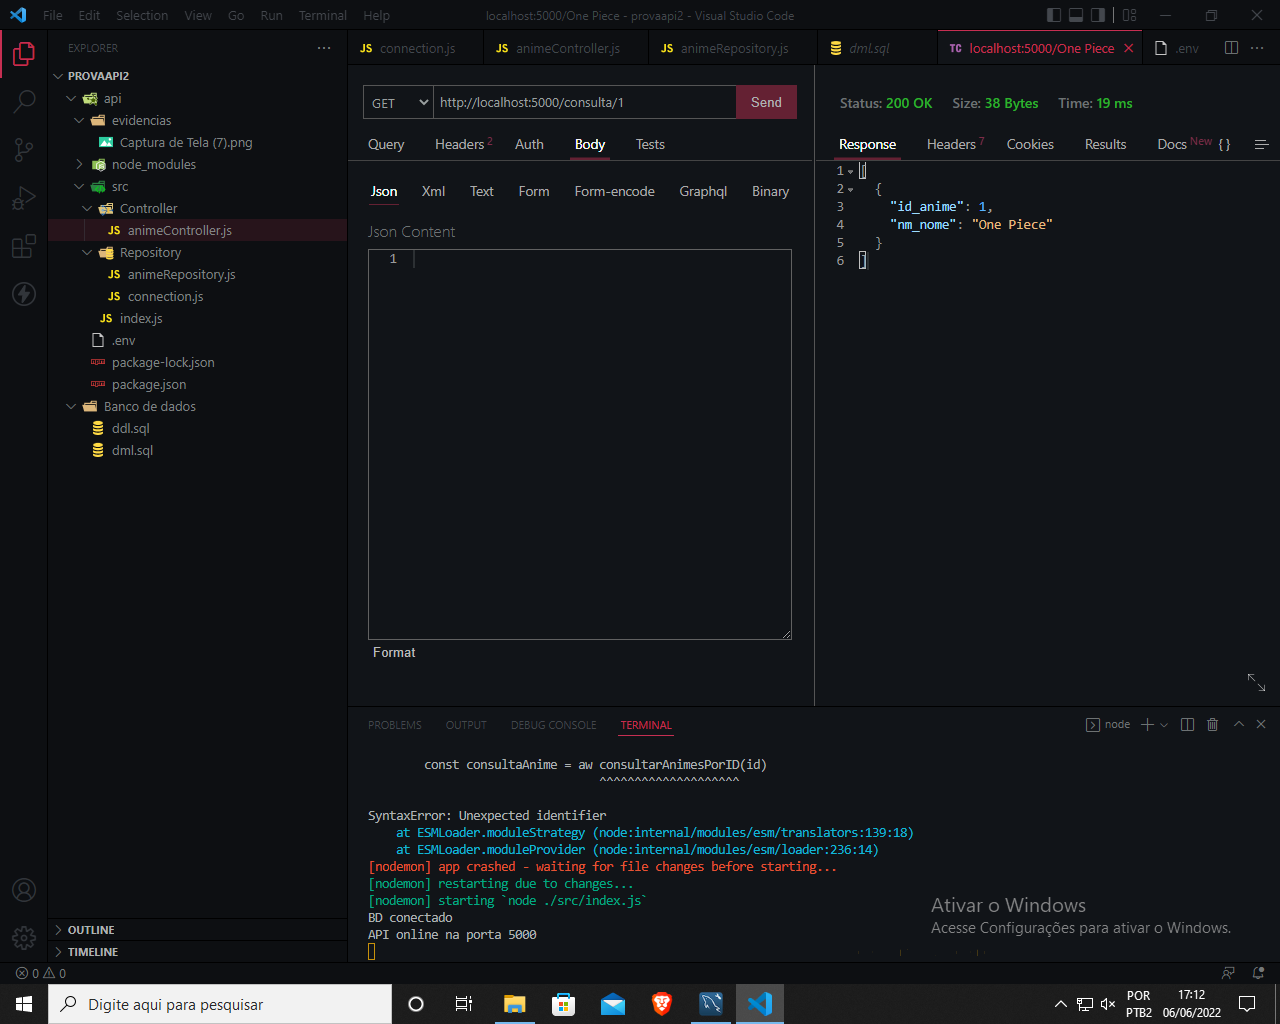 File Edit Selection View Go Run Terminal Help
localhost:5000/One Piece - provaapi2 - Visual Studio Code
EXPLORER
PROVAAPI2
api
evidencias
Captura de Tela (7).png
node_modules
src
Controller
animeController.js
Repository
animeRepository.js
connection.js
index.js
.env
package-lock.json
package.json
Banco de dados
ddl.sql
dml.sql
OUTLINE
TIMELINE
JS connection.js JS animeController.js JS animeRepository.js dml.sql TC localhost:5000/One Piece .env
GET http://localhost:5000/consulta/1 Send
Query Headers 2 Auth Body Tests
Json Xml Text Form Form-encode Graphql Binary
Json Content
1
Format
Status: 200 OK Size: 38 Bytes Time: 19 ms
Response Headers 7 Cookies Results Docs New { }
1 [
2 {
3 "id_anime": 1,
4 "nm_nome": "One Piece"
5 }
6 ]
PROBLEMS OUTPUT DEBUG CONSOLE TERMINAL
node
const consultaAnime = aw consultarAnimesPorID(id)
^^^^^^^^^^^^^^^^^^^^
SyntaxError: Unexpected identifier
at ESMLoader.moduleStrategy (node:internal/modules/esm/translators:139:18)
at ESMLoader.moduleProvider (node:internal/modules/esm/loader:236:14)
[nodemon] app crashed - waiting for file changes before starting...
[nodemon] restarting due to changes...
[nodemon] starting `node ./src/index.js`
BD conectado
API online na porta 5000
Ativar o Windows
Acesse Configurações para ativar o Windows.
0 0
Digite aqui para pesquisar
POR
PTB2
17:12
06/06/2022